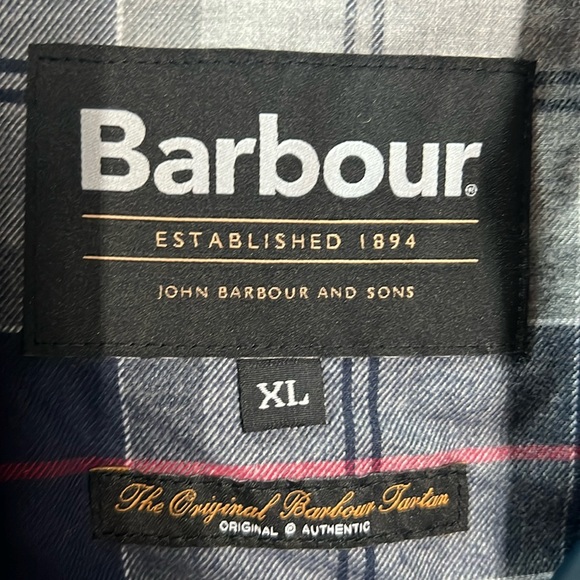 Barbour®
ESTABLISHED 1894
JOHN BARBOUR AND SONS
XL
The Original Barbour Tartan
ORIGINAL © AUTHENTIC